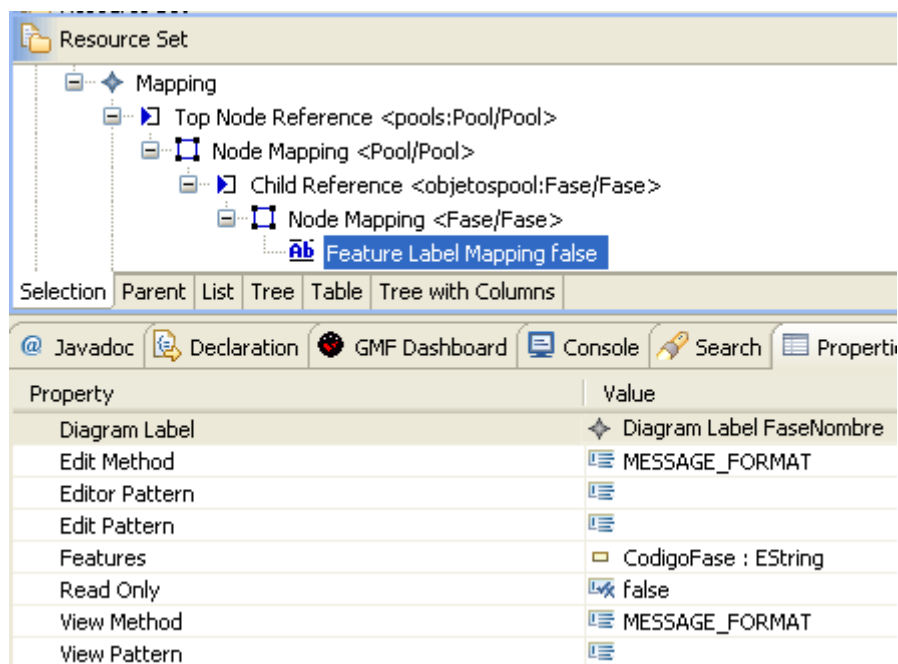 Resource Set
Mapping
Top Node Reference <pools:Pool/Pool>
Node Mapping <Pool/Pool>
Child Reference <objetospool:Fase/Fase>
Node Mapping <Fase/Fase>
Ab Feature Label Mapping false
Selection Parent List Tree Table Tree with Columns
@ Javadoc Declaration GMF Dashboard Console Search Properti
Property Value
Diagram Label Diagram Label FaseNombre
Edit Method MESSAGE_FORMAT
Editor Pattern
Edit Pattern
Features CodigoFase : EString
Read Only false
View Method MESSAGE_FORMAT
View Pattern